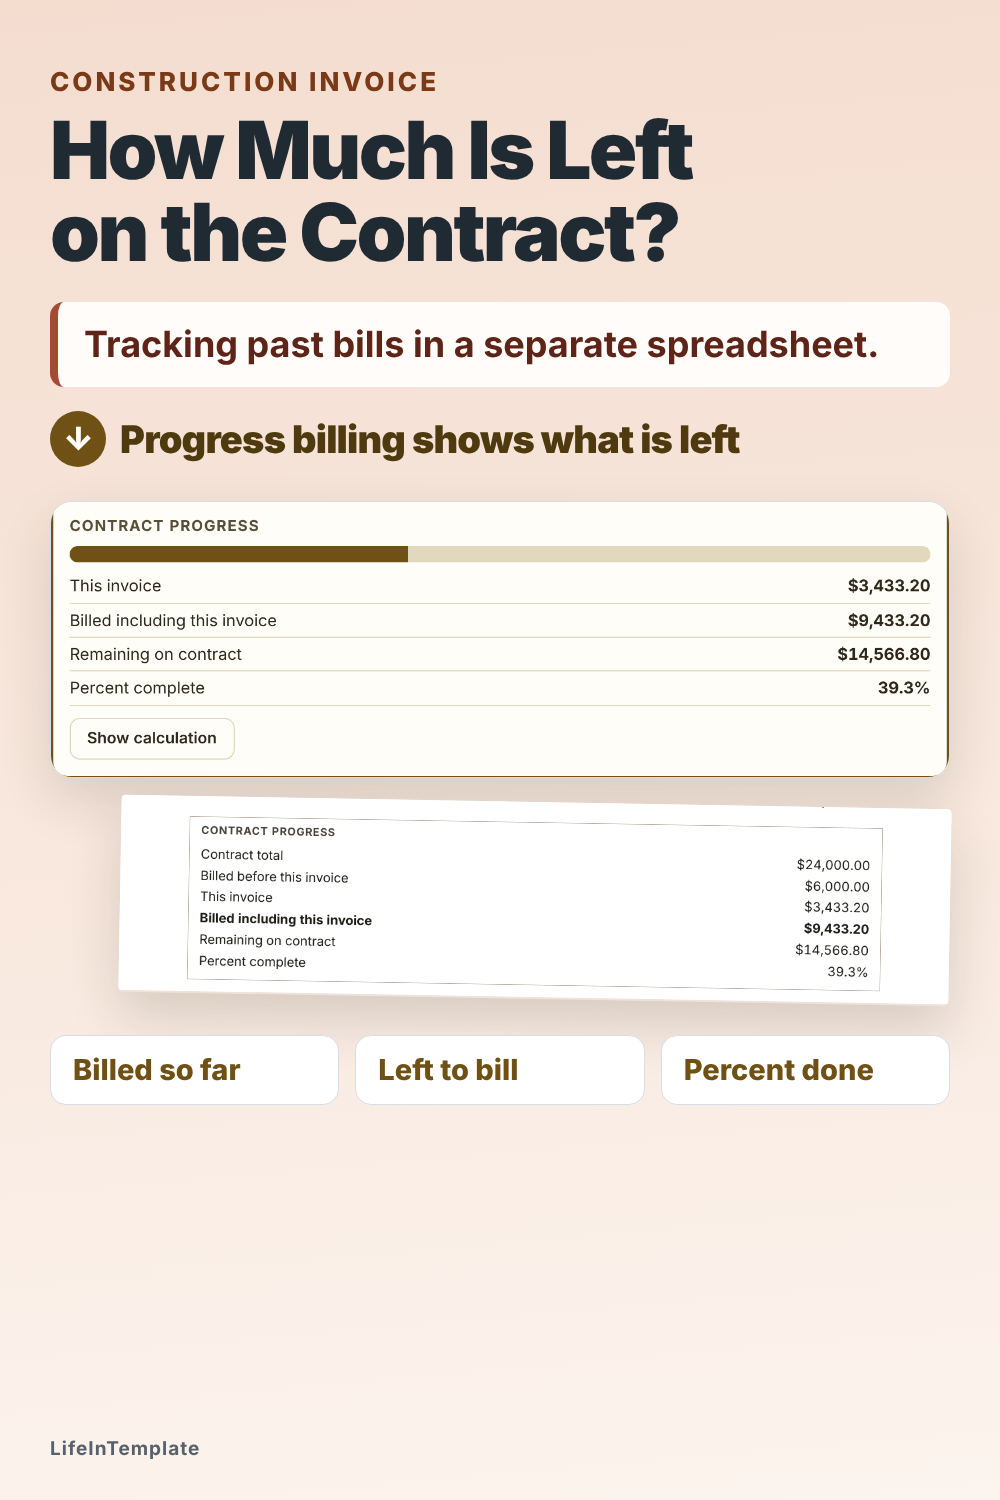 CONSTRUCTION INVOICE
How Much Is Left
on the Contract?
Tracking past bills in a separate spreadsheet.
Progress billing shows what is left
CONTRACT PROGRESS
This invoice $3,433.20
Billed including this invoice $9,433.20
Remaining on contract $14,566.80
Percent complete 39.3%
Show calculation
CONTRACT PROGRESS
Contract total $24,000.00
Billed before this invoice $6,000.00
This invoice $3,433.20
Billed including this invoice $9,433.20
Remaining on contract $14,566.80
Percent complete 39.3%
Billed so far
Left to bill
Percent done
LifeInTemplate